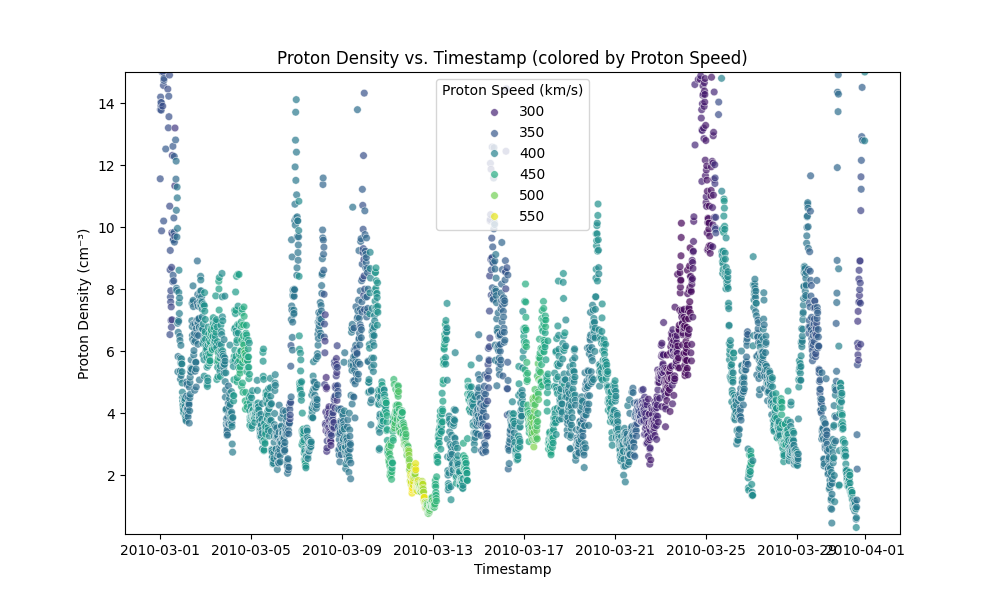 Proton Density vs. Timestamp (colored by Proton Speed)
Proton Speed (km/s)
300
350
400
450
500
550
Proton Density (cm⁻³)
14
12
10
8
6
4
2
2010-03-01 2010-03-05 2010-03-09 2010-03-13 2010-03-17 2010-03-21 2010-03-25 2010-03-29 2010-04-01
Timestamp